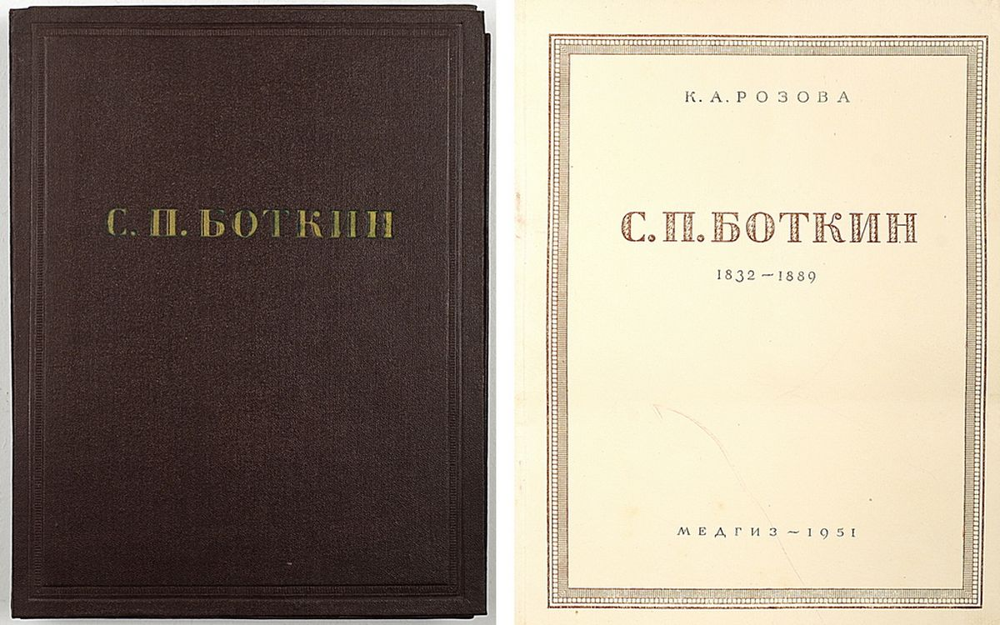 С. П. БОТКИН
К. А. РОЗОВА
С. П. БОТКИН
1832 — 1889
МЕДГИЗ — 1951